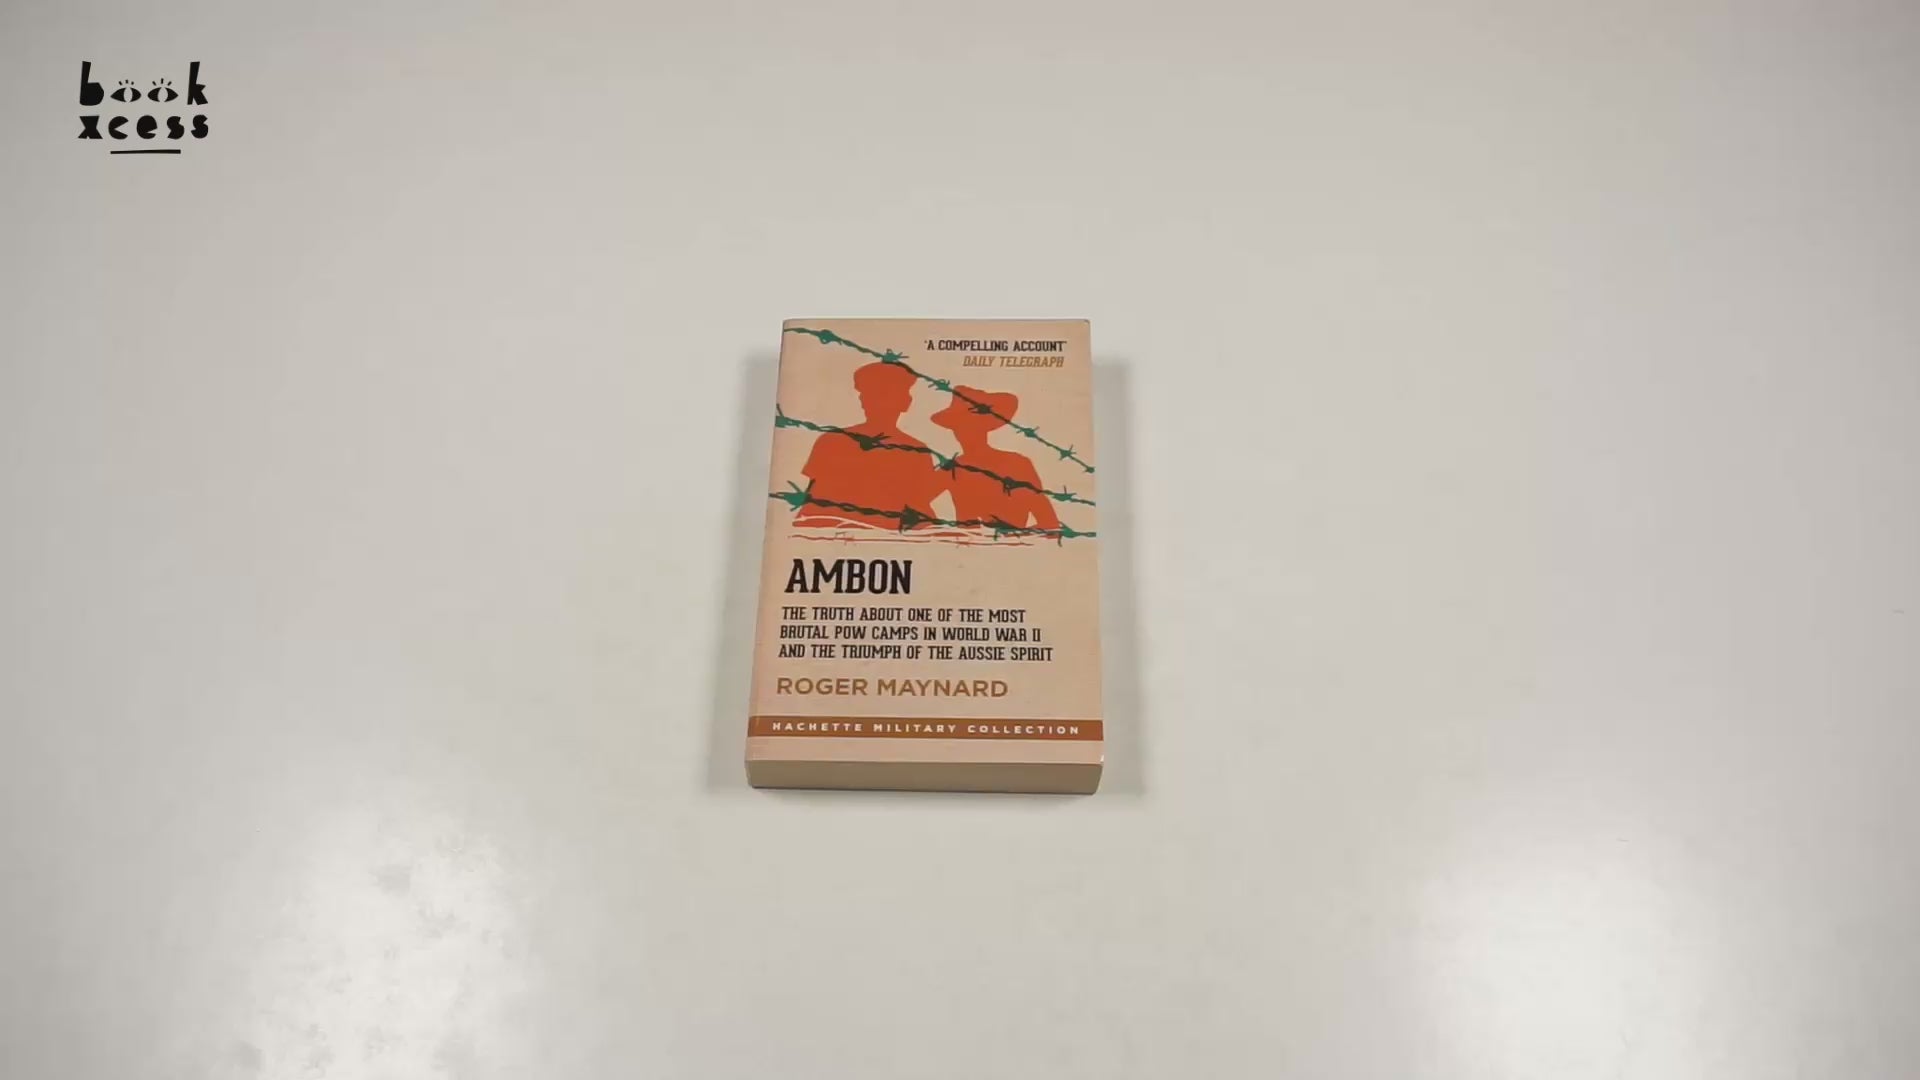 book
xcess
'A COMPELLING ACCOUNT'
DAILY TELEGRAPH
AMBON
THE TRUTH ABOUT ONE OF THE MOST
BRUTAL POW CAMPS IN WORLD WAR II
AND THE TRIUMPH OF THE AUSSIE SPIRIT
ROGER MAYNARD
HACHETTE MILITARY COLLECTION